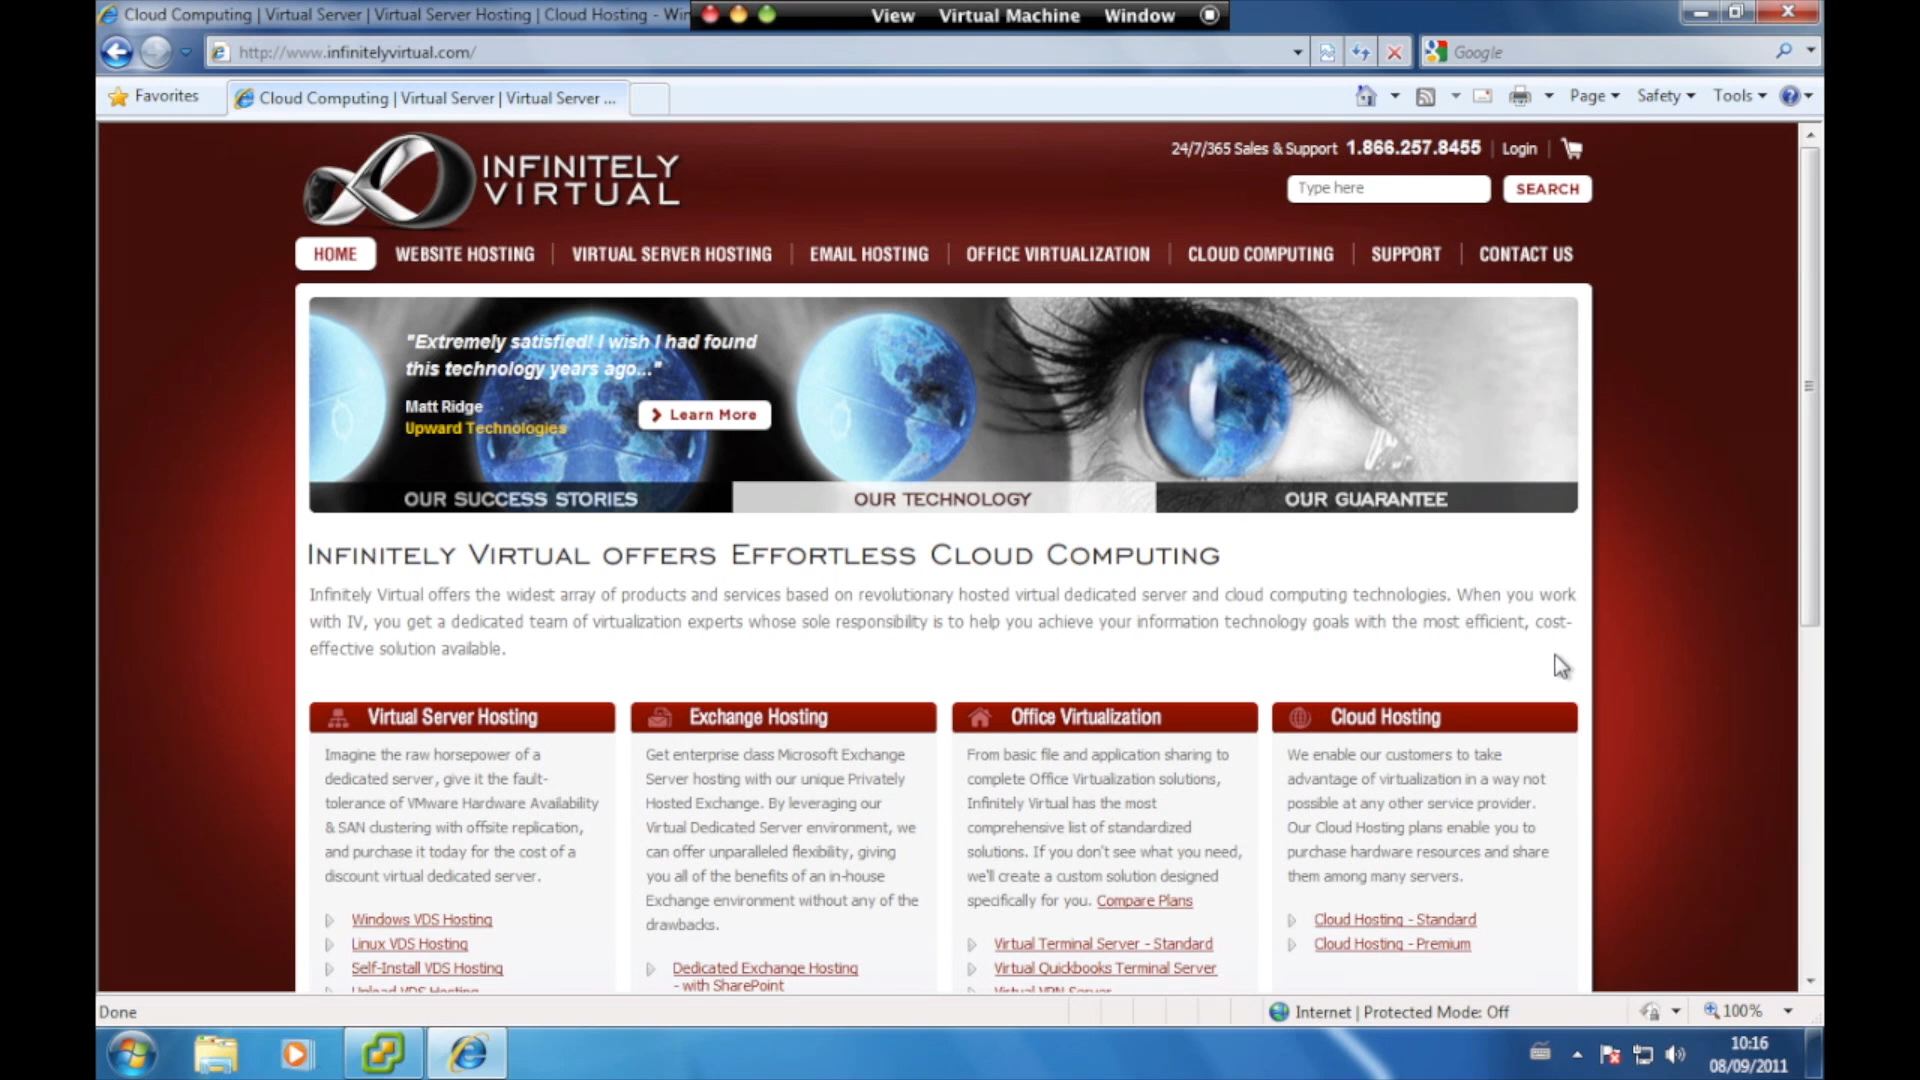 Cloud Computing | Virtual Server | Virtual Server Hosting | Cloud Hosting - Win
View Virtual Machine Window
http://www.infinitelyvirtual.com/
Google
Favorites
Cloud Computing | Virtual Server | Virtual Server ...
Page Safety Tools
INFINITELY
VIRTUAL
24/7/365 Sales & Support 1.866.257.8455 | Login |
Type here SEARCH
HOME WEBSITE HOSTING | VIRTUAL SERVER HOSTING | EMAIL HOSTING | OFFICE VIRTUALIZATION | CLOUD COMPUTING | SUPPORT | CONTACT US
"Extremely satisfied! I wish I had found
this technology years ago..."
Matt Ridge
Upward Technologies
Learn More
OUR SUCCESS STORIES OUR TECHNOLOGY OUR GUARANTEE
INFINITELY VIRTUAL OFFERS EFFORTLESS CLOUD COMPUTING
Infinitely Virtual offers the widest array of products and services based on revolutionary hosted virtual dedicated server and cloud computing technologies. When you work
with IV, you get a dedicated team of virtualization experts whose sole responsibility is to help you achieve your information technology goals with the most efficient, cost-
effective solution available.
Virtual Server Hosting
Imagine the raw horsepower of a
dedicated server, give it the fault-
tolerance of VMware Hardware Availability
& SAN clustering with offsite replication,
and purchase it today for the cost of a
discount virtual dedicated server.
Windows VDS Hosting
Linux VDS Hosting
Self-Install VDS Hosting
Upload VDS Hosting
Exchange Hosting
Get enterprise class Microsoft Exchange
Server hosting with our unique Privately
Hosted Exchange. By leveraging our
Virtual Dedicated Server environment, we
can offer unparalleled flexibility, giving
you all of the benefits of an in-house
Exchange environment without any of the
drawbacks.
Dedicated Exchange Hosting
- with SharePoint
Office Virtualization
From basic file and application sharing to
complete Office Virtualization solutions,
Infinitely Virtual has the most
comprehensive list of standardized
solutions. If you don't see what you need,
we'll create a custom solution designed
specifically for you. Compare Plans
Virtual Terminal Server - Standard
Virtual Quickbooks Terminal Server
Virtual VPN Server
Cloud Hosting
We enable our customers to take
advantage of virtualization in a way not
possible at any other service provider.
Our Cloud Hosting plans enable you to
purchase hardware resources and share
them among many servers.
Cloud Hosting - Standard
Cloud Hosting - Premium
Done
Internet | Protected Mode: Off
100%
10:16
08/09/2011